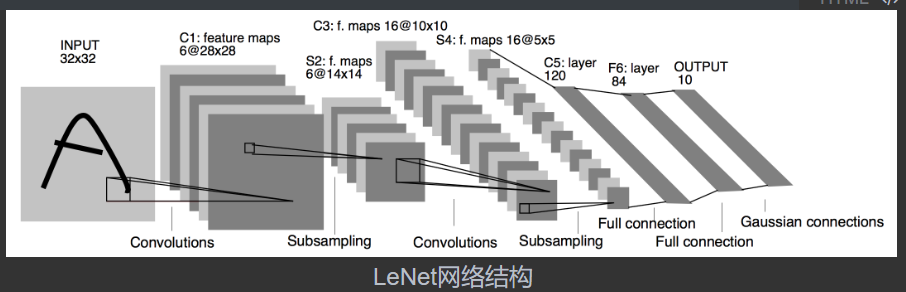 HTML
INPUT
32x32
C1: feature maps
6@28x28
S2: f. maps
6@14x14
C3: f. maps 16@10x10
S4: f. maps 16@5x5
C5: layer
120
F6: layer
84
OUTPUT
10
Convolutions
Subsampling
Convolutions
Subsampling
Full connection
Full connection
Gaussian connections
LeNet网络结构